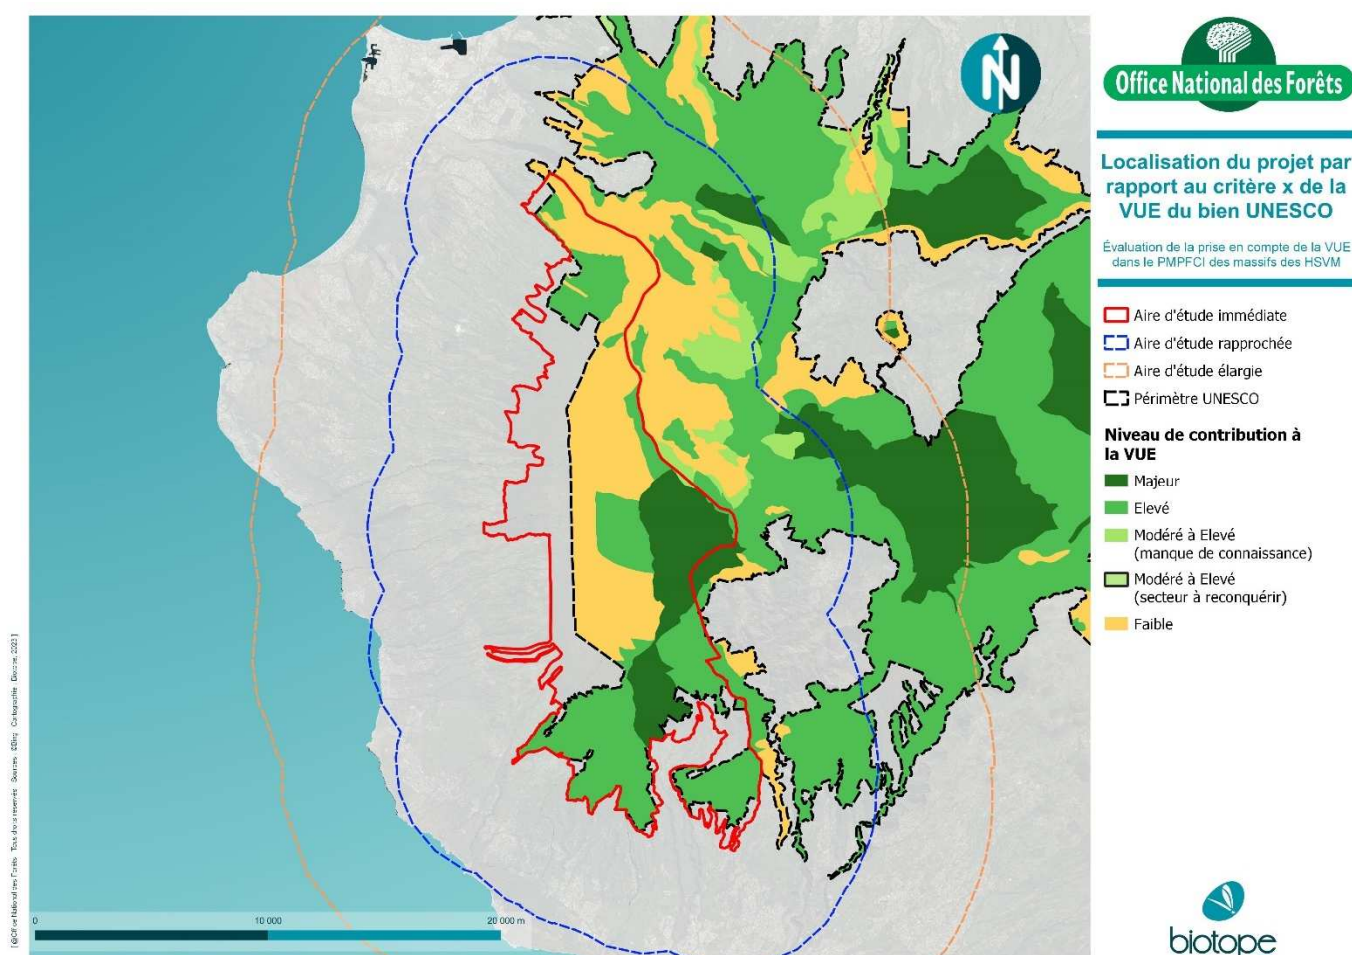 N
Office National des Forêts
Localisation du projet par
rapport au critère x de la
VUE du bien UNESCO
Évaluation de la prise en compte de la VUE
dans le PMPFCI des massifs des HSVM
Aire d'étude immédiate
Aire d'étude rapprochée
Aire d'étude élargie
Périmètre UNESCO
Niveau de contribution à
la VUE
Majeur
Elevé
Modéré à Elevé
(manque de connaissance)
Modéré à Elevé
(secteur à reconquérir)
Faible
0 10 000 20 000 m
biotope